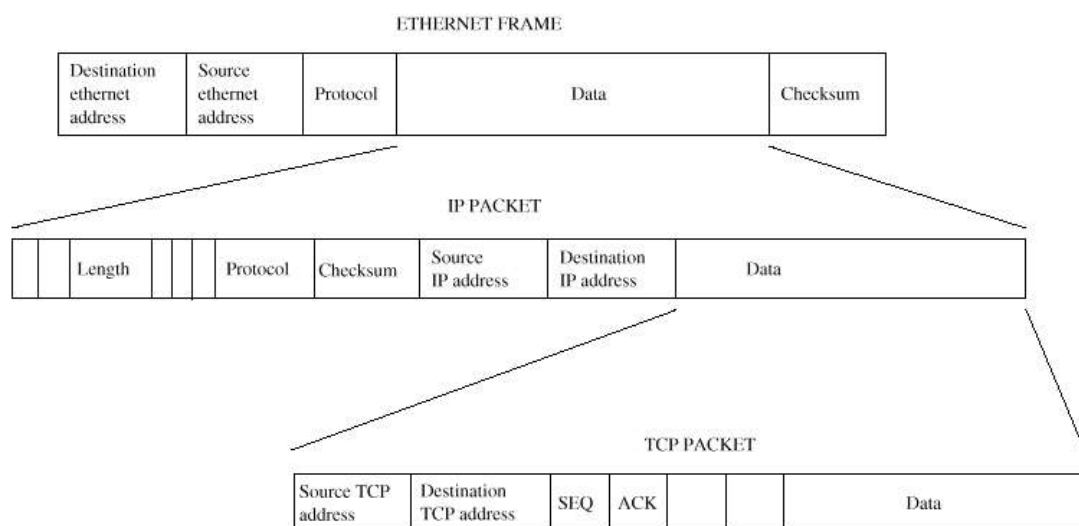 ETHERNET FRAME
Destination
ethernet
address
Source
ethernet
address
Protocol
Data
Checksum
IP PACKET
Length
Protocol
Checksum
Source
IP address
Destination
IP address
Data
TCP PACKET
Source TCP
address
Destination
TCP address
SEQ
ACK
Data